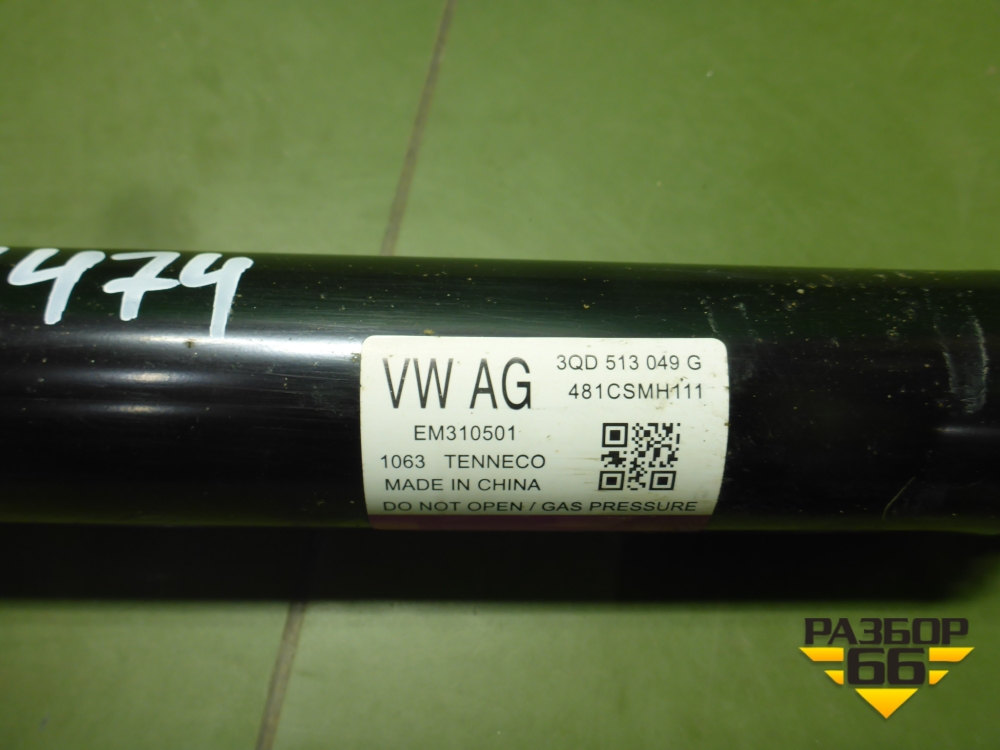 474
VW AG
3QD 513 049 G
481CSMH111
EM310501
1063 TENNECO
MADE IN CHINA
DO NOT OPEN / GAS PRESSURE
РАЗБОР
66